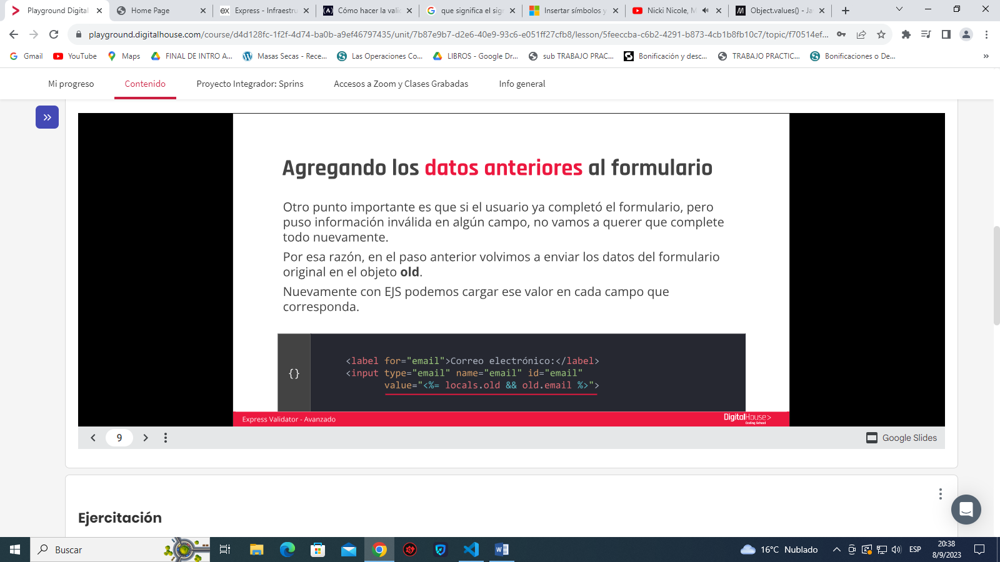 Playground Digital
Home Page
Express - Infraestru
Cómo hacer la valid
que significa el sign
Insertar símbolos y
Nicki Nicole, M
Object.values() - Ja
playground.digitalhouse.com/course/d4d128fc-1f2f-4d74-ba0b-a9ef46797435/unit/7b87e9b7-d2e6-40e9-93c6-e051ff27cfb8/lesson/5feeccba-c6b2-4291-b873-4cb1b8fb10c7/topic/f70514ef...
Gmail
YouTube
Maps
FINAL DE INTRO A...
Masas Secas - Rece...
Las Operaciones Co...
LIBROS - Google Dr...
sub TRABAJO PRAC...
Bonificación y desc...
TRABAJO PRACTIC...
Bonificaciones o De...
Mi progreso
Contenido
Proyecto Integrador: Sprins
Accesos a Zoom y Clases Grabadas
Info general
Agregando los datos anteriores al formulario
Otro punto importante es que si el usuario ya completó el formulario, pero
puso información inválida en algún campo, no vamos a querer que complete
todo nuevamente.
Por esa razón, en el paso anterior volvimos a enviar los datos del formulario
original en el objeto old.
Nuevamente con EJS podemos cargar ese valor en cada campo que
corresponda.
{}
<label for="email">Correo electrónico:</label>
<input type="email" name="email" id="email"
value="<%= locals.old && old.email %>">
Express Validator - Avanzado
DigitalHouse>
Coding School
9
Google Slides
Ejercitación
Buscar
16°C Nublado
ESP
20:38
8/9/2023